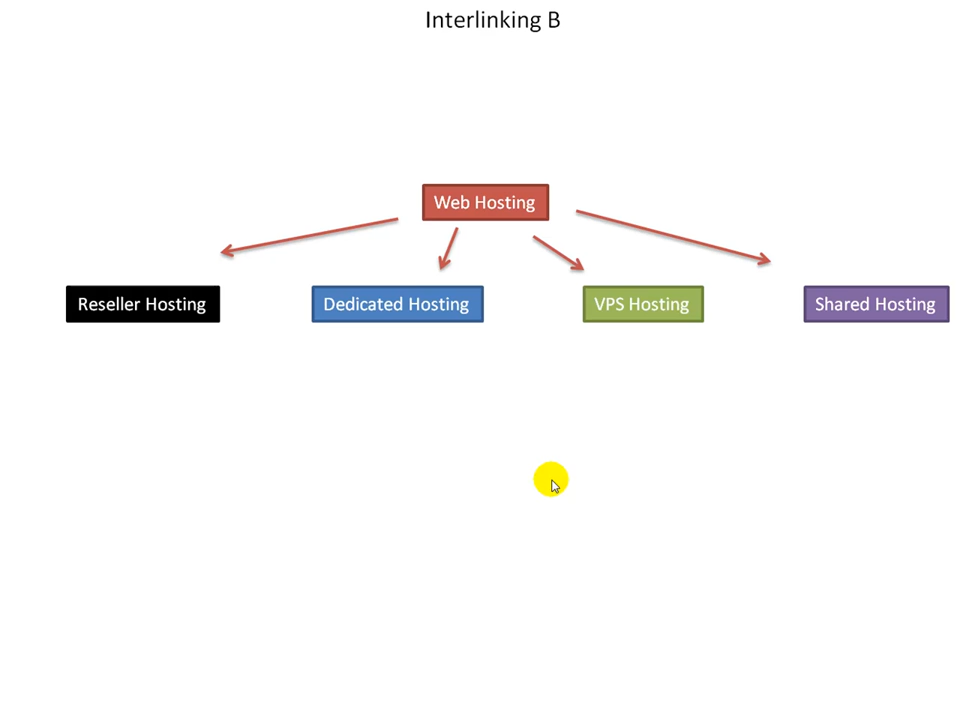 Interlinking B
Web Hosting
Reseller Hosting
Dedicated Hosting
VPS Hosting
Shared Hosting